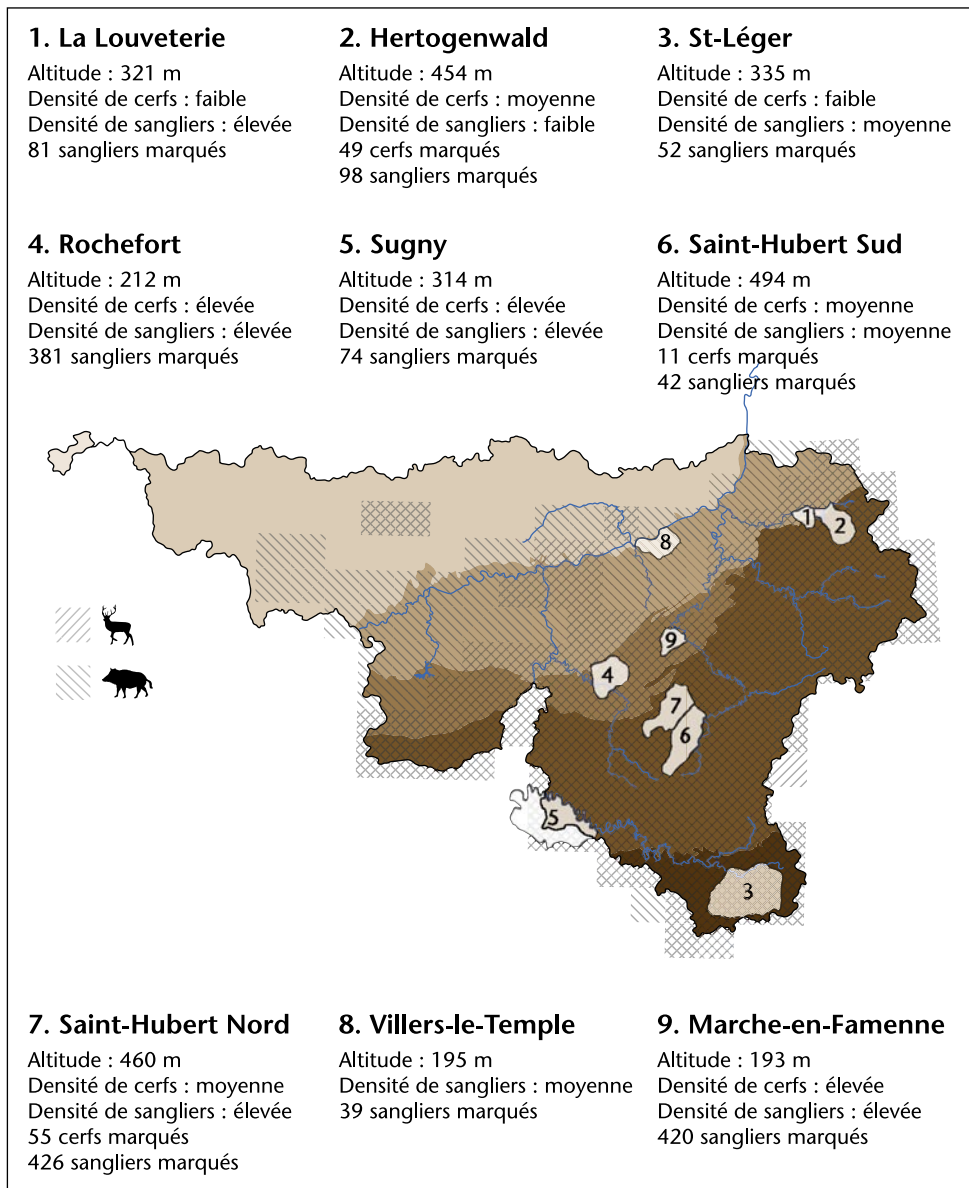 1. La Louveterie
Altitude : 321 m
Densité de cerfs : faible
Densité de sangliers : élevée
81 sangliers marqués
2. Hertogenwald
Altitude : 454 m
Densité de cerfs : moyenne
Densité de sangliers : faible
49 cerfs marqués
98 sangliers marqués
3. St-Léger
Altitude : 335 m
Densité de cerfs : faible
Densité de sangliers : moyenne
52 sangliers marqués
4. Rochefort
Altitude : 212 m
Densité de cerfs : élevée
Densité de sangliers : élevée
381 sangliers marqués
5. Sugny
Altitude : 314 m
Densité de cerfs : élevée
Densité de sangliers : élevée
74 sangliers marqués
6. Saint-Hubert Sud
Altitude : 494 m
Densité de cerfs : moyenne
Densité de sangliers : moyenne
11 cerfs marqués
42 sangliers marqués
1
2
8
9
4
7
6
5
3
7. Saint-Hubert Nord
Altitude : 460 m
Densité de cerfs : moyenne
Densité de sangliers : élevée
55 cerfs marqués
426 sangliers marqués
8. Villers-le-Temple
Altitude : 195 m
Densité de sangliers : moyenne
39 sangliers marqués
9. Marche-en-Famenne
Altitude : 193 m
Densité de cerfs : élevée
Densité de sangliers : élevée
420 sangliers marqués